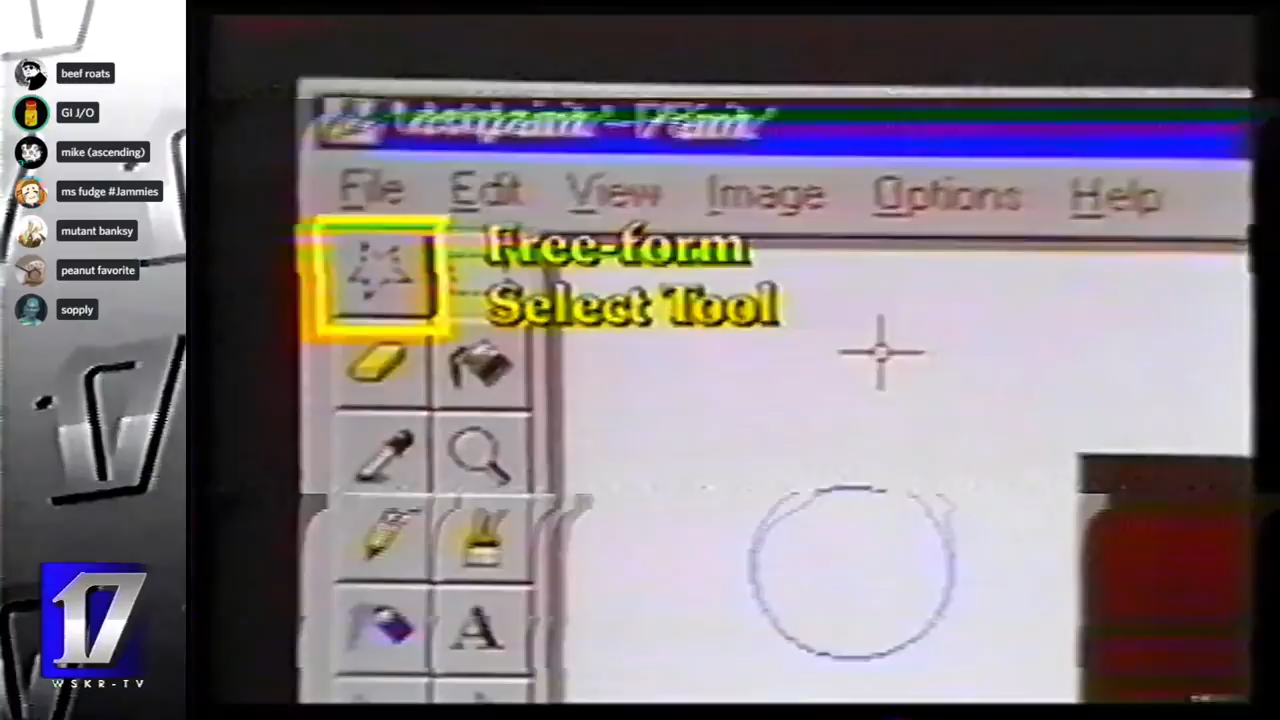 beef roats
GI J/O
mike (ascending)
ms fudge #Jammies
mutant banksy
peanut favorite
sopply
17
WSKR-TV
File Edit View Image Options Help
Free-form
Select Tool
A